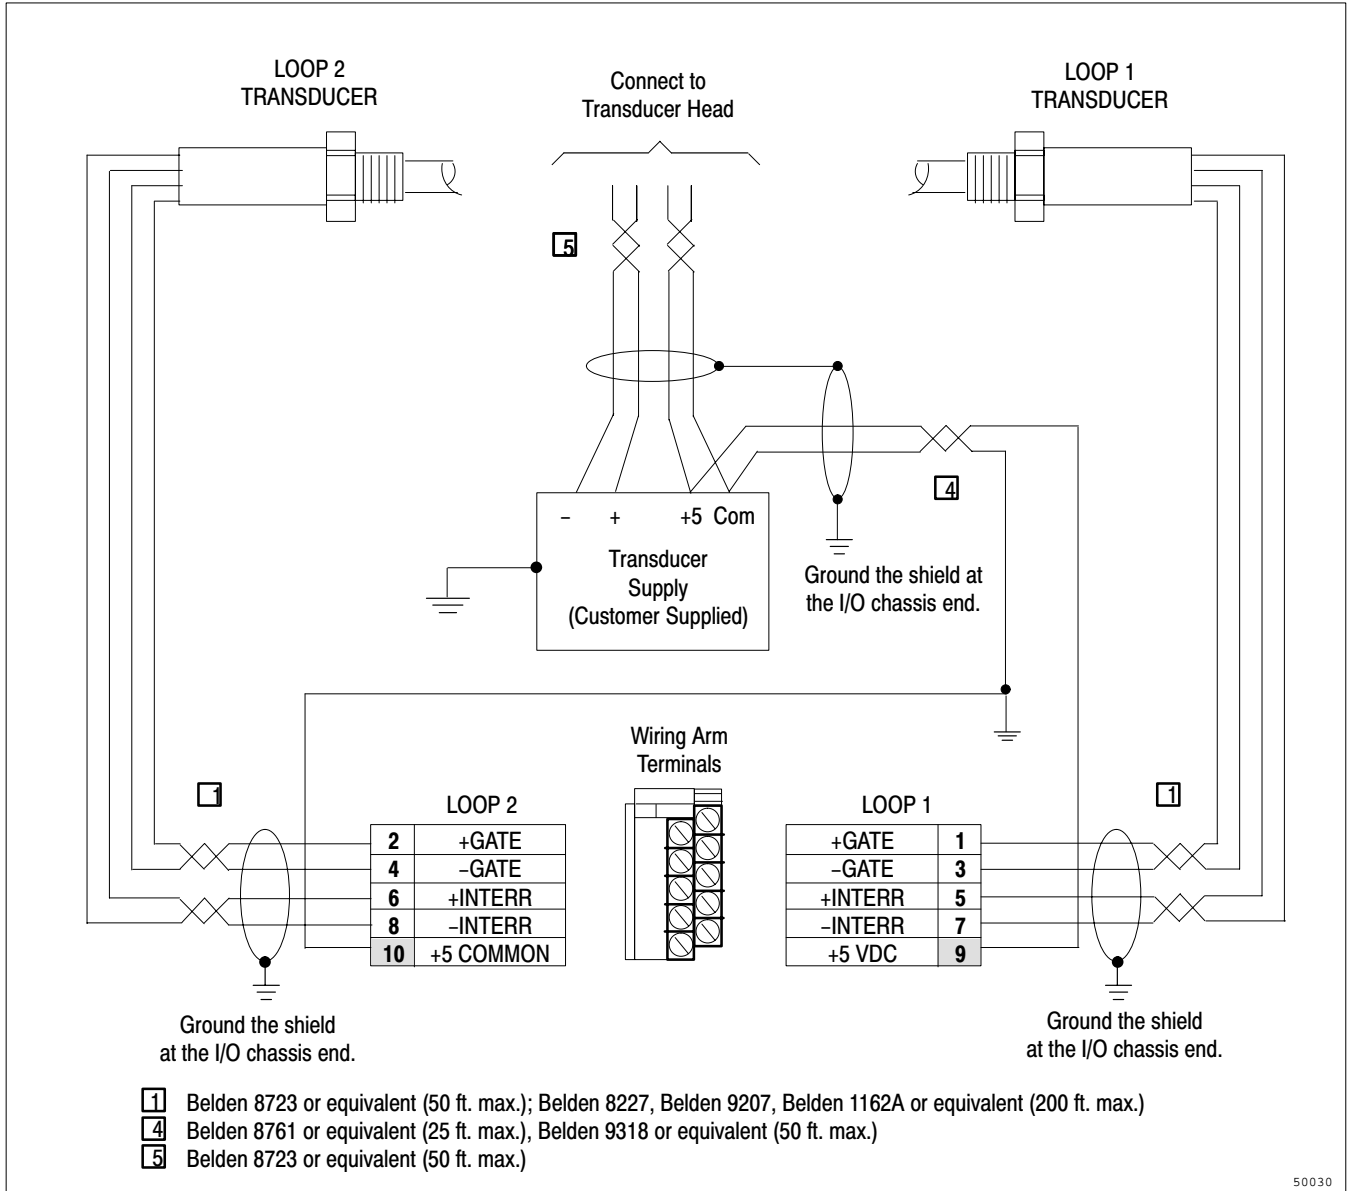 LOOP 2
TRANSDUCER
Connect to
Transducer Head
LOOP 1
TRANSDUCER
5
4
– + +5 Com
Transducer
Supply
(Customer Supplied)
Ground the shield at
the I/O chassis end.
Wiring Arm
Terminals
1
LOOP 2
2 +GATE
4 –GATE
6 +INTERR
8 –INTERR
10 +5 COMMON
LOOP 1
+GATE 1
–GATE 3
+INTERR 5
–INTERR 7
+5 VDC 9
1
Ground the shield
at the I/O chassis end.
Ground the shield
at the I/O chassis end.
1 Belden 8723 or equivalent (50 ft. max.); Belden 8227, Belden 9207, Belden 1162A or equivalent (200 ft. max.)
4 Belden 8761 or equivalent (25 ft. max.), Belden 9318 or equivalent (50 ft. max.)
5 Belden 8723 or equivalent (50 ft. max.)
50030